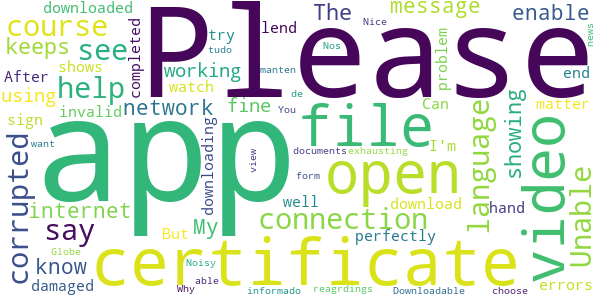 downloaded
Please
The
message
enable
course
completed
lend
Nice
keeps
see
Nos
try
tudo
news
After
shows
working
manten
problem
end
help
watch
using
de
network
fine
You
Can
matter
invalid
file
sign
app
showing
want
corrupted
downloading
documents
exhausting
I'm
language
video
Unable
view
form
open
internet
My
well
download
hand
say
connection
But
perfectly
Globe
certificate
know
Noisy
able
damaged
Why
informado
reagrdings
Downloadable
choose
errors